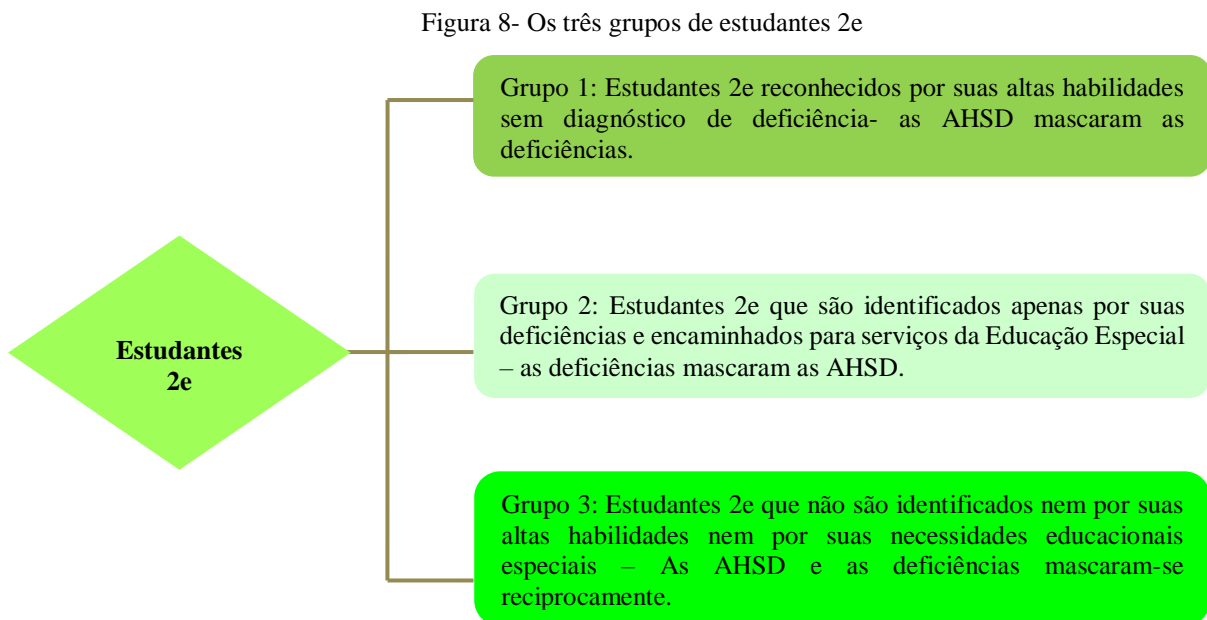 Figura 8- Os três grupos de estudantes 2e
Grupo 1: Estudantes 2e reconhecidos por suas altas habilidades
sem diagnóstico de deficiência- as AHSD mascaram as
deficiências.
Estudantes
2e
Grupo 2: Estudantes 2e que são identificados apenas por suas
deficiências e encaminhados para serviços da Educação Especial
– as deficiências mascaram as AHSD.
Grupo 3: Estudantes 2e que não são identificados nem por suas
altas habilidades nem por suas necessidades educacionais
especiais – As AHSD e as deficiências mascaram-se
reciprocamente.